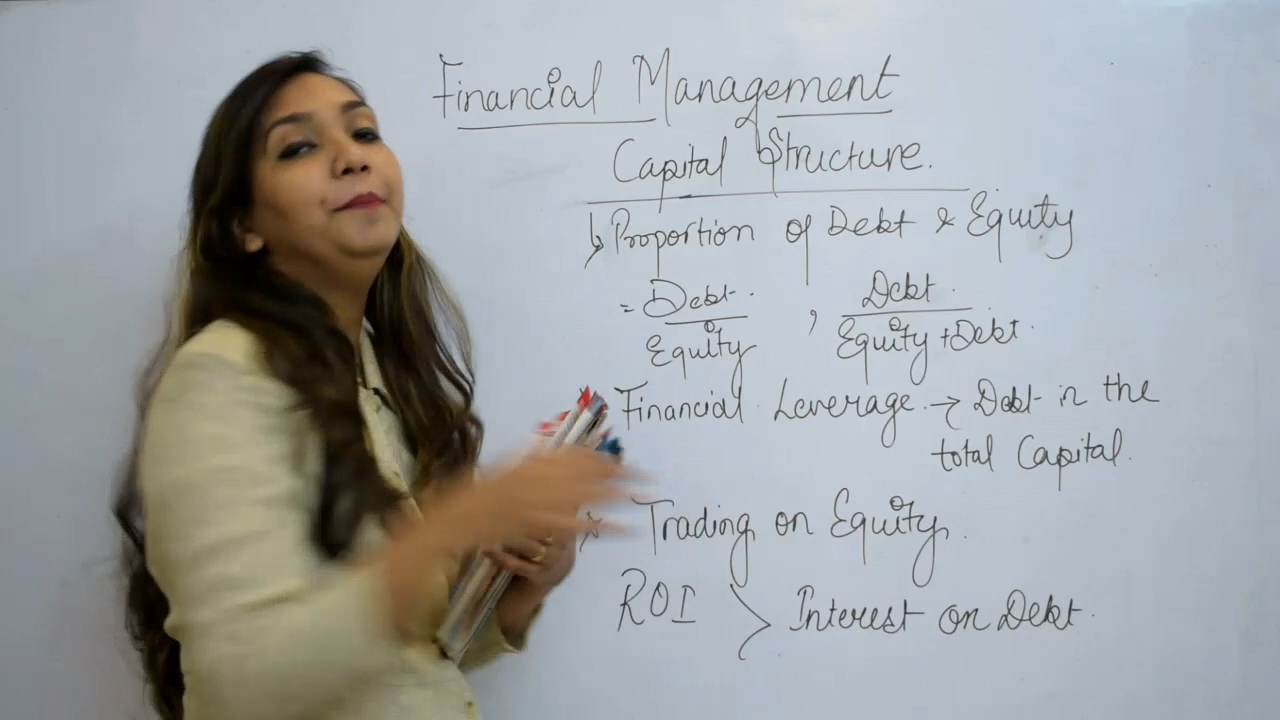 Financial Management
Capital Structure.
↳ Proportion of Debt & Equity
= Debt / Equity , Debt / Equity + Debt
Financial Leverage → Debt in the
total Capital.
* Trading on Equity.
ROI > Interest on Debt.